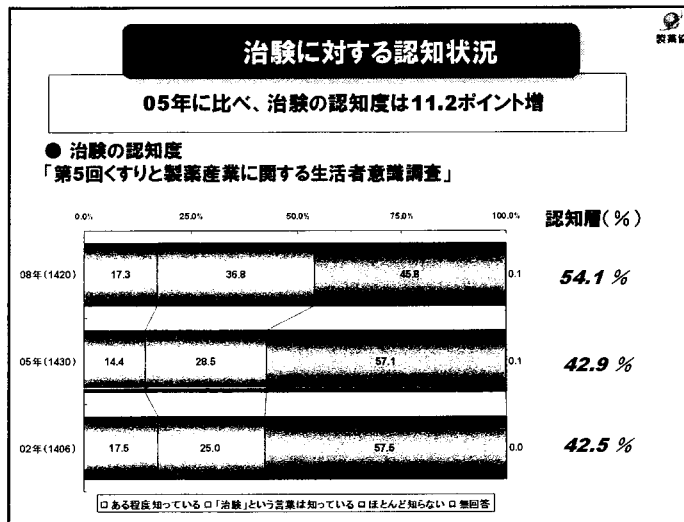 製薬協
治験に対する認知状況
05年に比べ、治験の認知度は11.2ポイント増
● 治験の認知度
「第5回くすりと製薬産業に関する生活者意識調査」
0.0% 25.0% 50.0% 75.0% 100.0% 認知層(%)
08年(1420) 17.3 36.8 45.8 0.1 54.1 %
05年(1430) 14.4 28.5 57.1 0.1 42.9 %
02年(1406) 17.5 25.0 57.5 0.0 42.5 %
ロ ある程度知っている ロ 「治験」という言葉は知っている ロ ほとんど知らない ロ 無回答